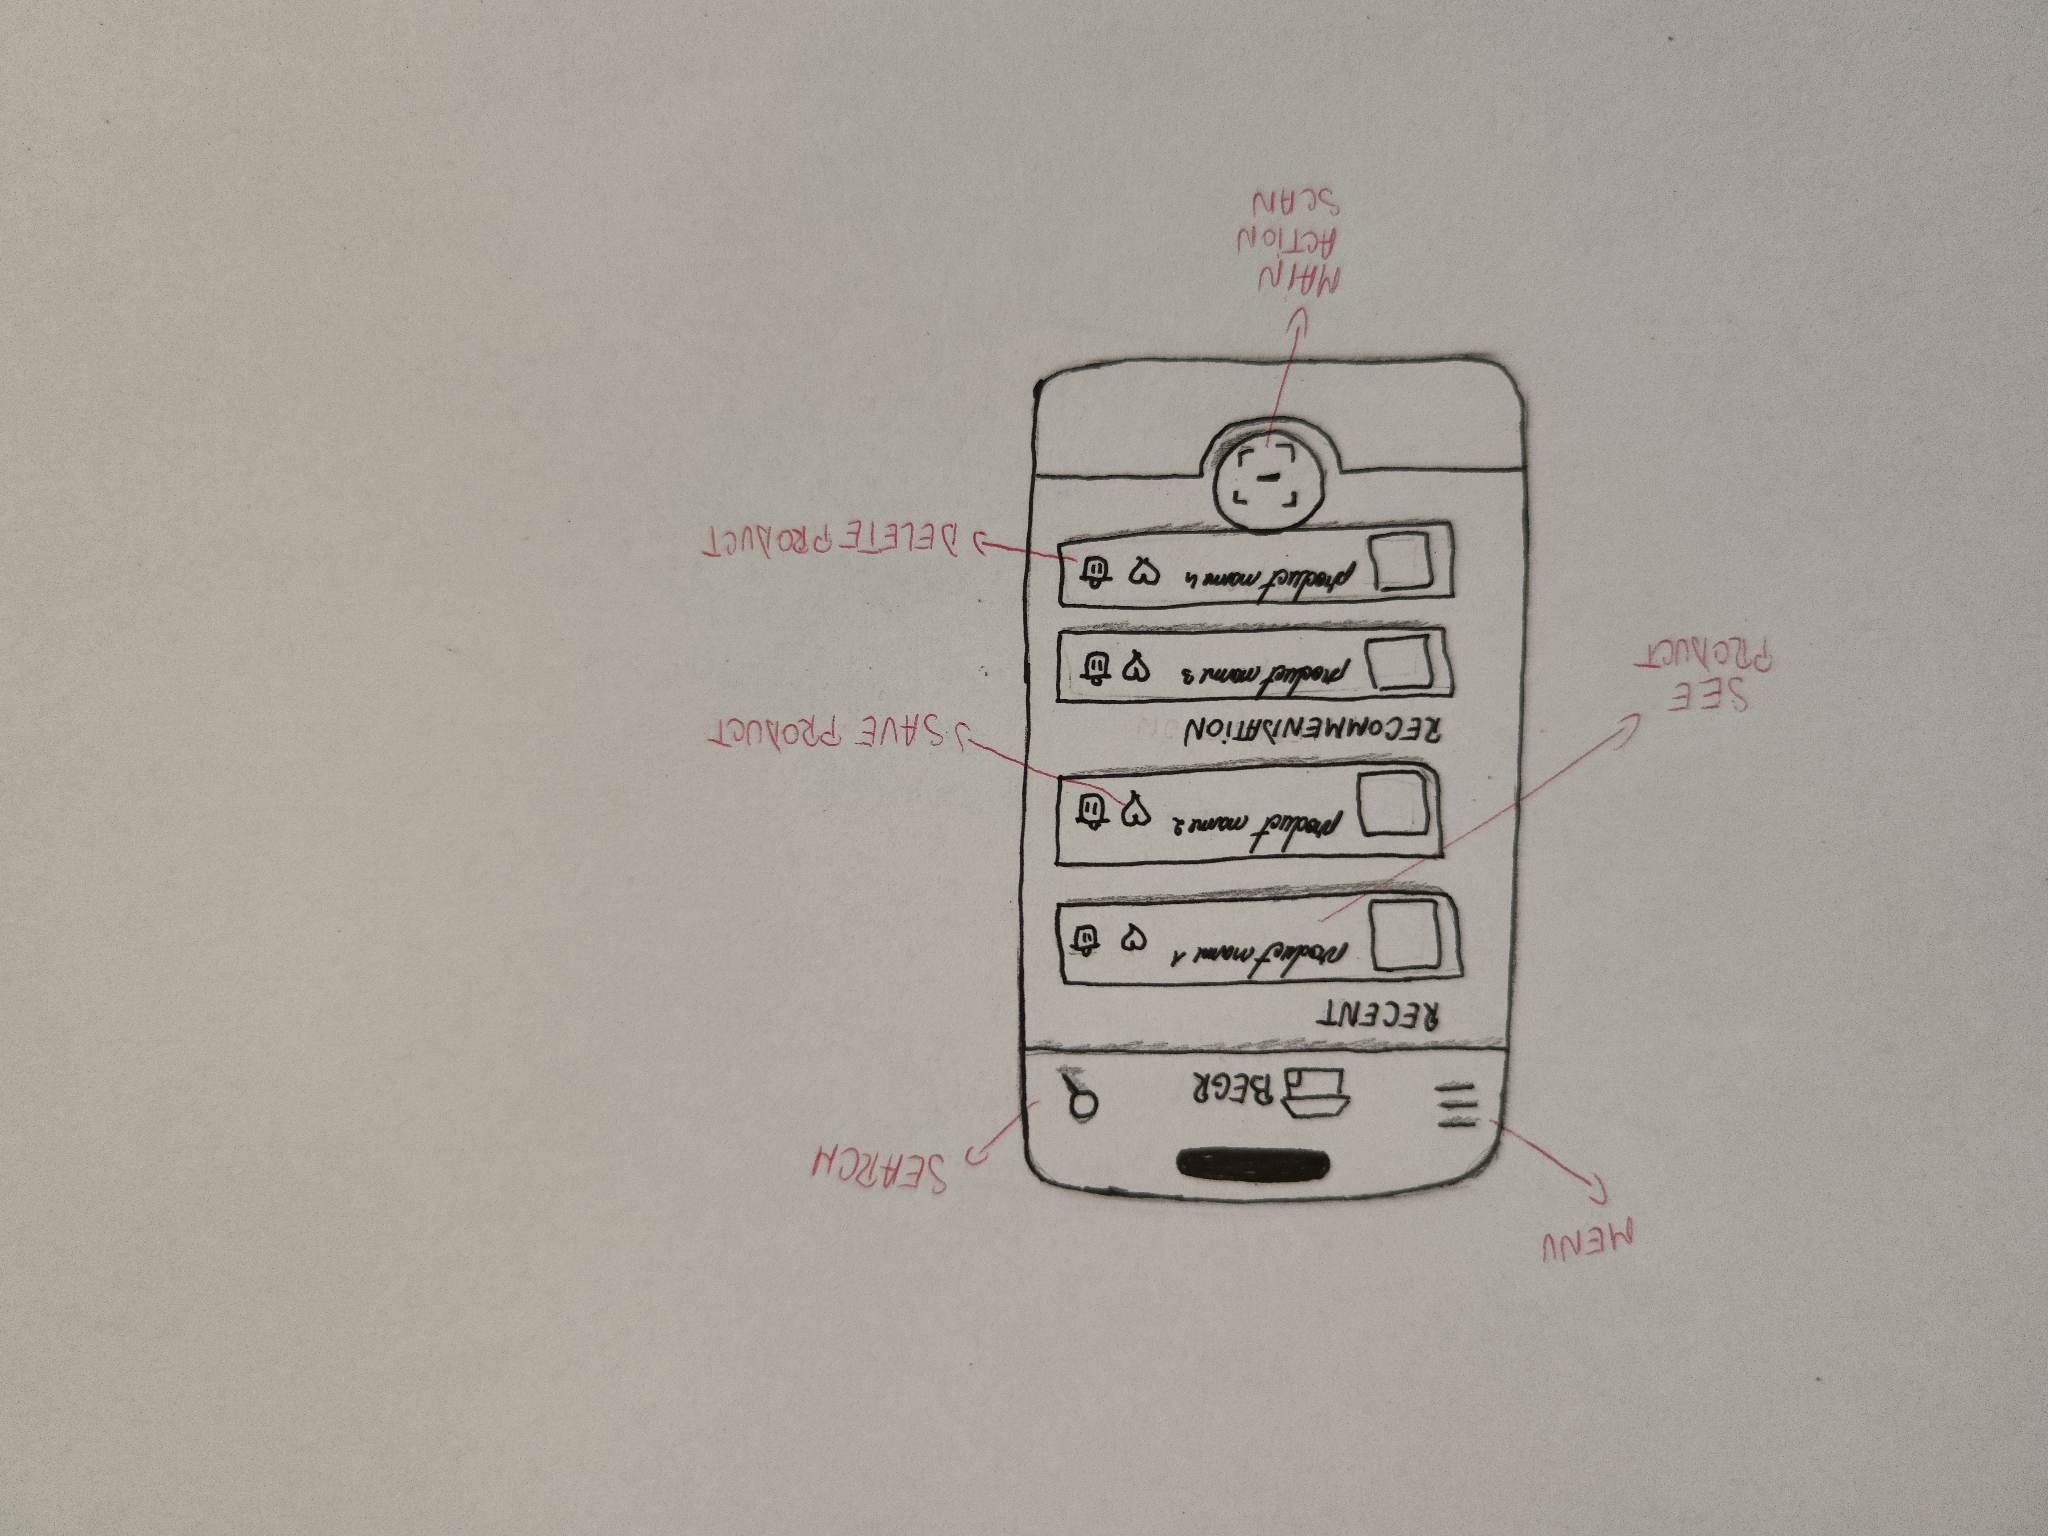 MENU
SEARCH
BEGR
RECENT
product name 1
product name 2
SAVE PRODUCT
RECOMMENDATION
SEE
PRODUCT
product name 3
product name 4
DELETE PRODUCT
MAIN
ACTION
SCAN